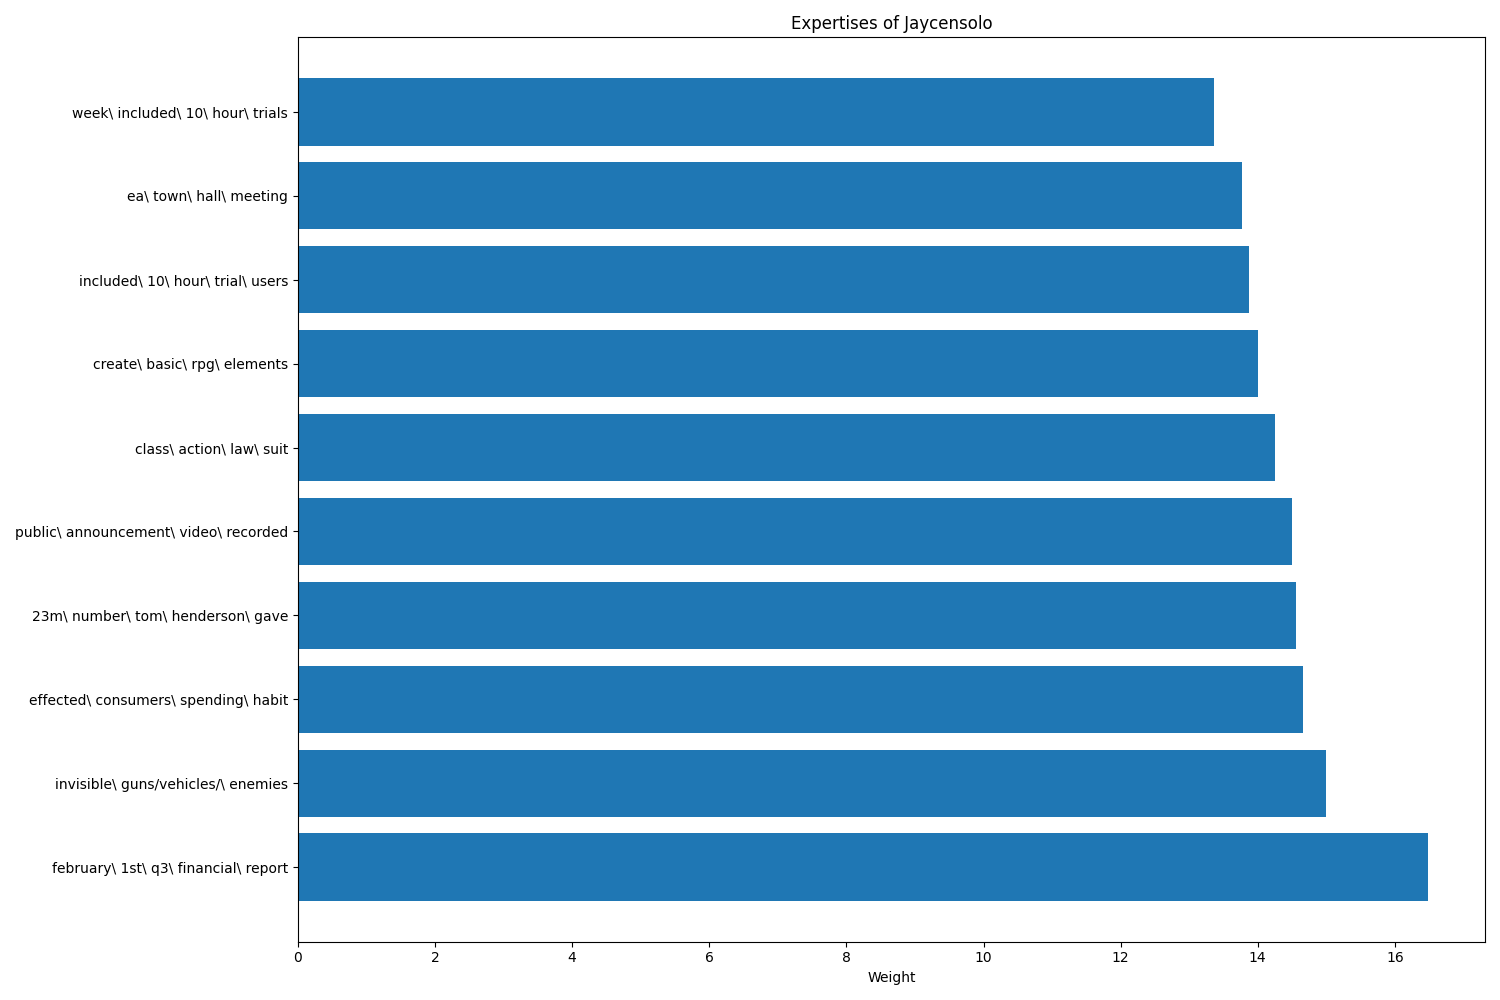 Expertises of Jaycensolo
week\ included\ 10\ hour\ trials
ea\ town\ hall\ meeting
included\ 10\ hour\ trial\ users
create\ basic\ rpg\ elements
class\ action\ law\ suit
public\ announcement\ video\ recorded
23m\ number\ tom\ henderson\ gave
effected\ consumers\ spending\ habit
invisible\ guns/vehicles/\ enemies
february\ 1st\ q3\ financial\ report
0 2 4 6 8 10 12 14 16
Weight